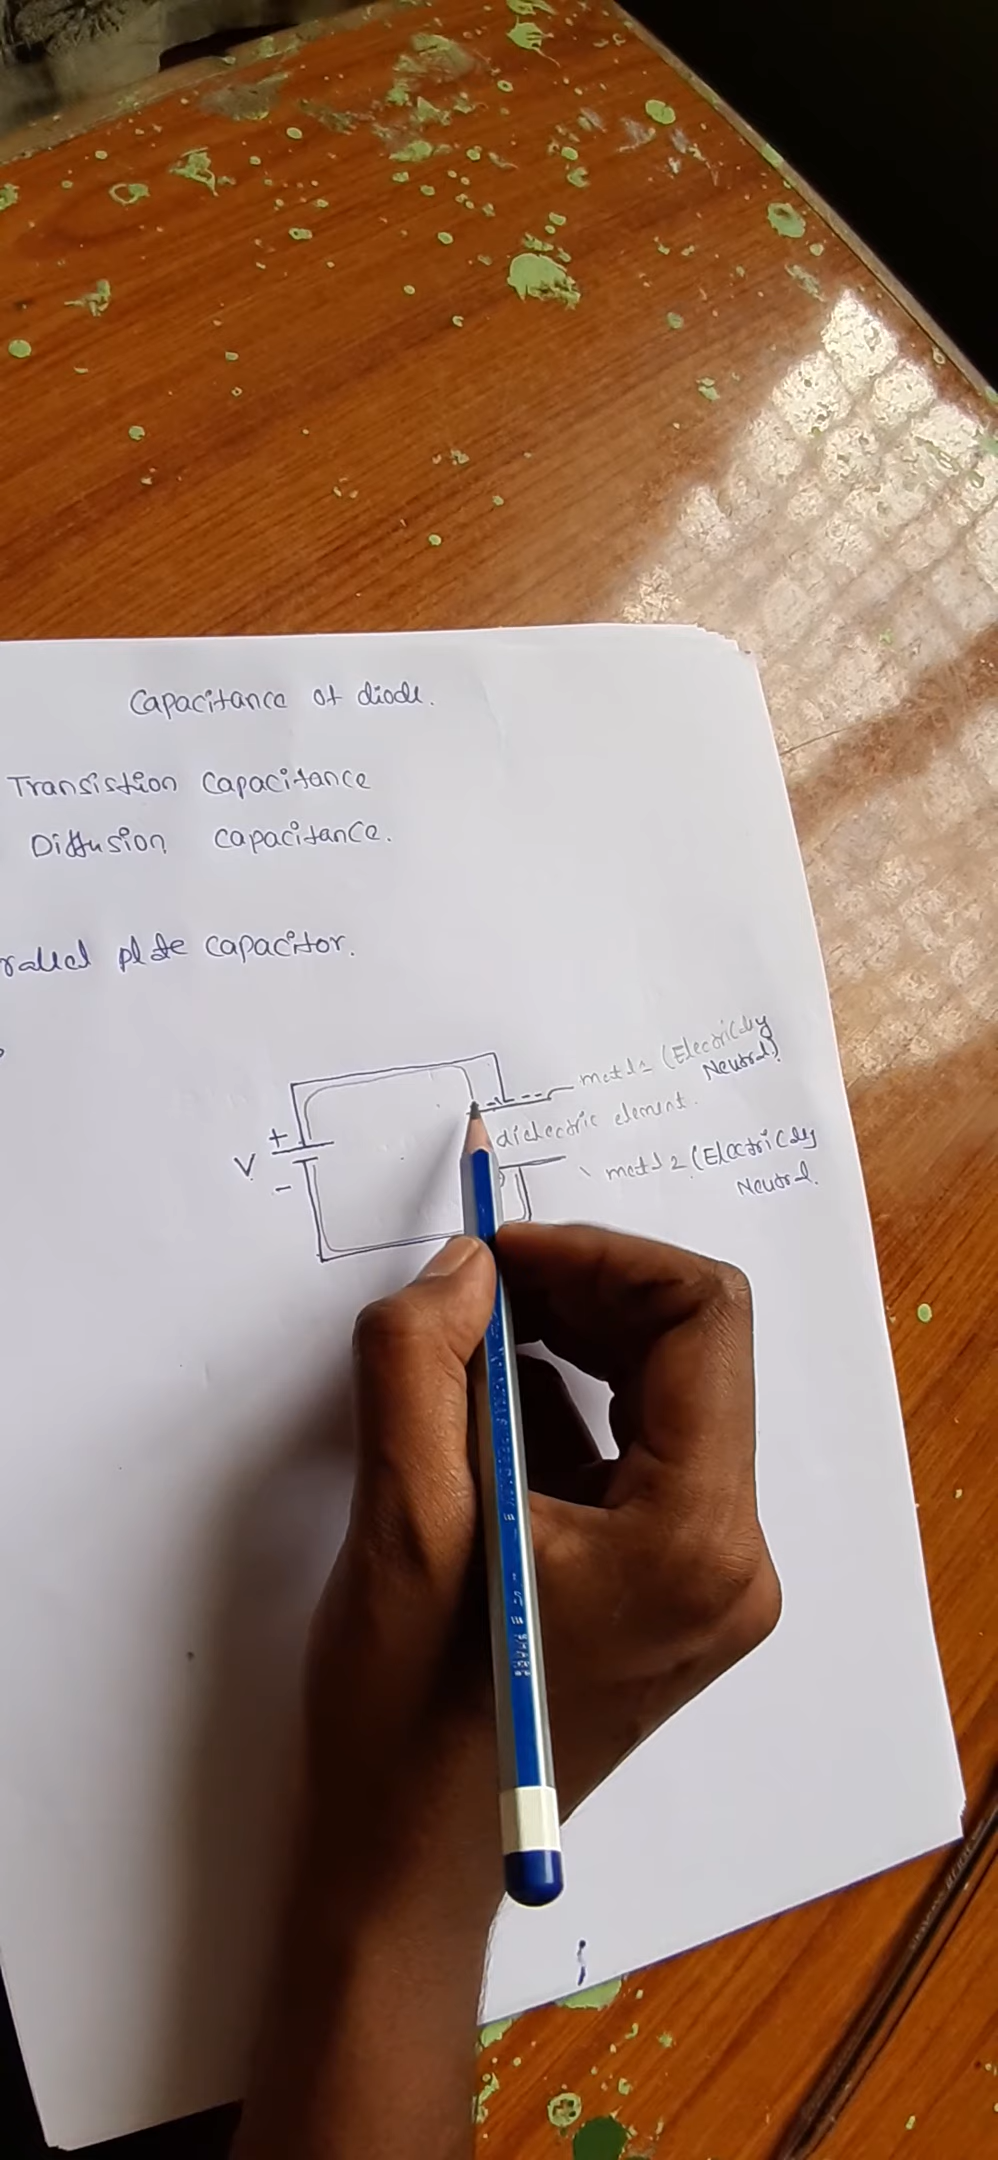 Capacitance of diode.
Transistion Capacitance
Diffusion capacitance.
rallel plate capacitor.
metal 1 (Electrically
Neutral)
dielectric element.
+
V
-
metal 2 (Electrically
Neutral.